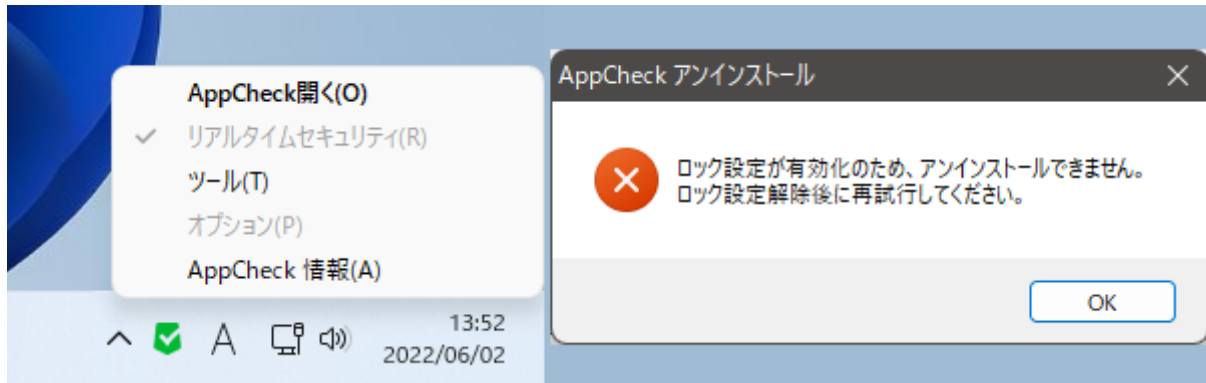 AppCheck開く(O)
リアルタイムセキュリティ(R)
ツール(T)
オプション(P)
AppCheck 情報(A)
A
13:52
2022/06/02
AppCheck アンインストール
ロック設定が有効化のため、アンインストールできません。
ロック設定解除後に再試行してください。
OK